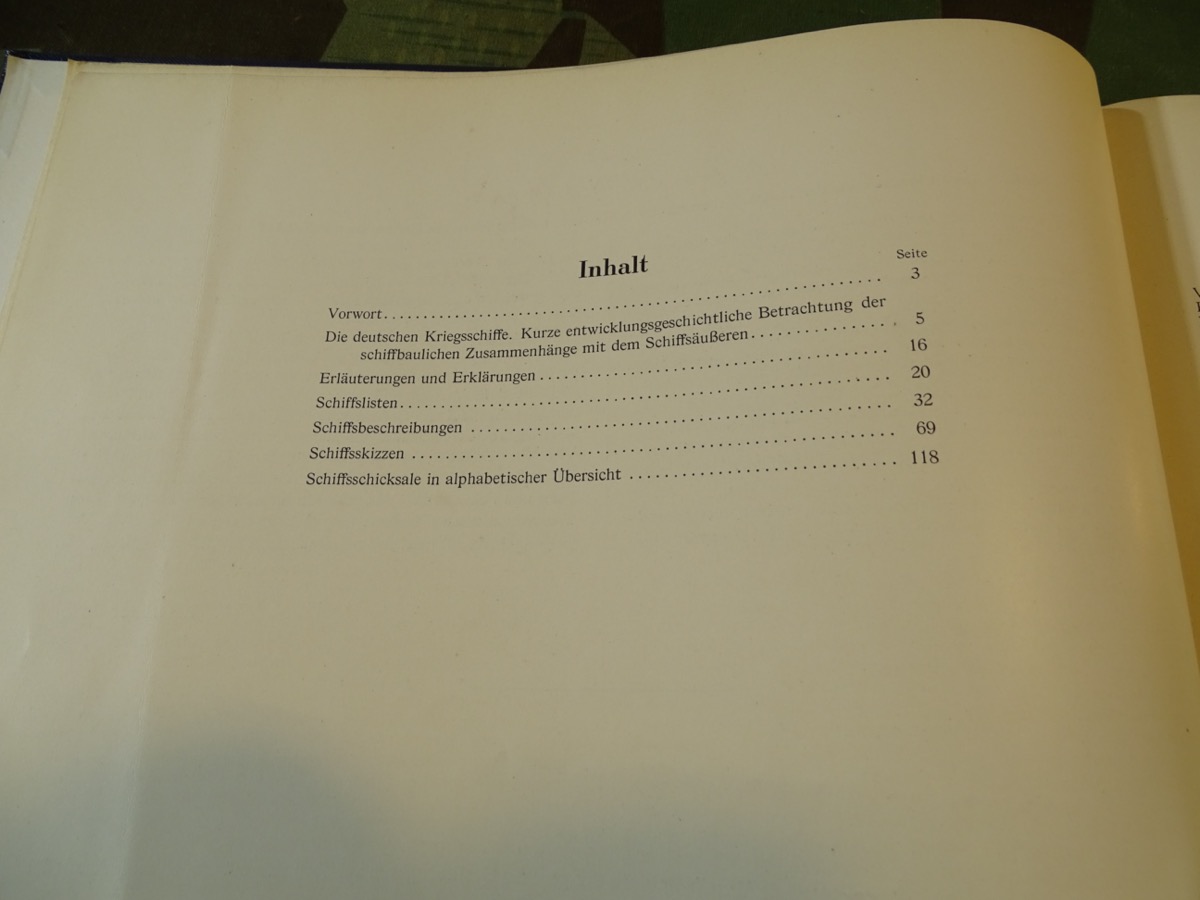 Inhalt
Seite
Vorwort........................................................ 3
Die deutschen Kriegsschiffe. Kurze entwicklungsgeschichtliche Betrachtung der
schiffbaulichen Zusammenhänge mit dem Schiffsäußeren................ 5
Erläuterungen und Erklärungen........................................ 16
Schiffslisten........................................................ 20
Schiffsbeschreibungen................................................ 32
Schiffsskizzen....................................................... 69
Schiffsschicksale in alphabetischer Übersicht............................ 118